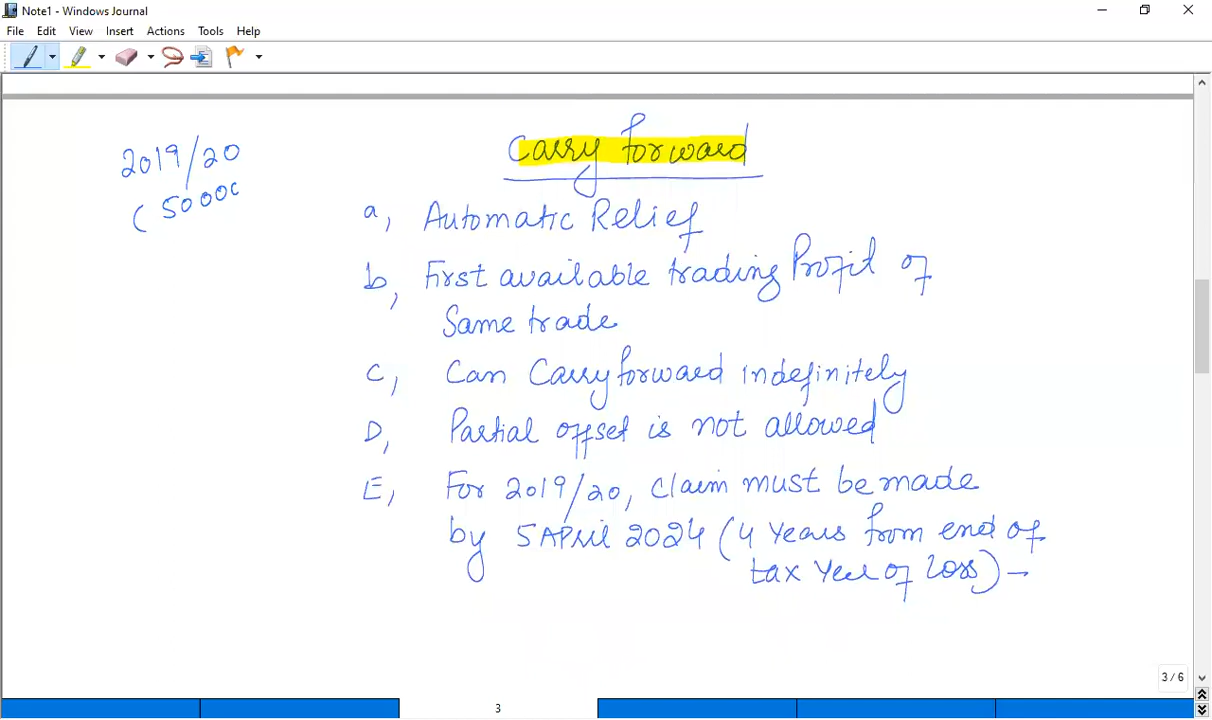 Note1 - Windows Journal
File Edit View Insert Actions Tools Help
Carry forward
2019/20
(5000
a, Automatic Relief
b, First available trading Profit of
Same trade
C, Can Carryforward indefinitely
D, Partial offset is not allowed
E, For 2019/20, Claim must be made
by 5 April 2024 (4 Years from end of
tax Year of Loss) -
3 / 6
3